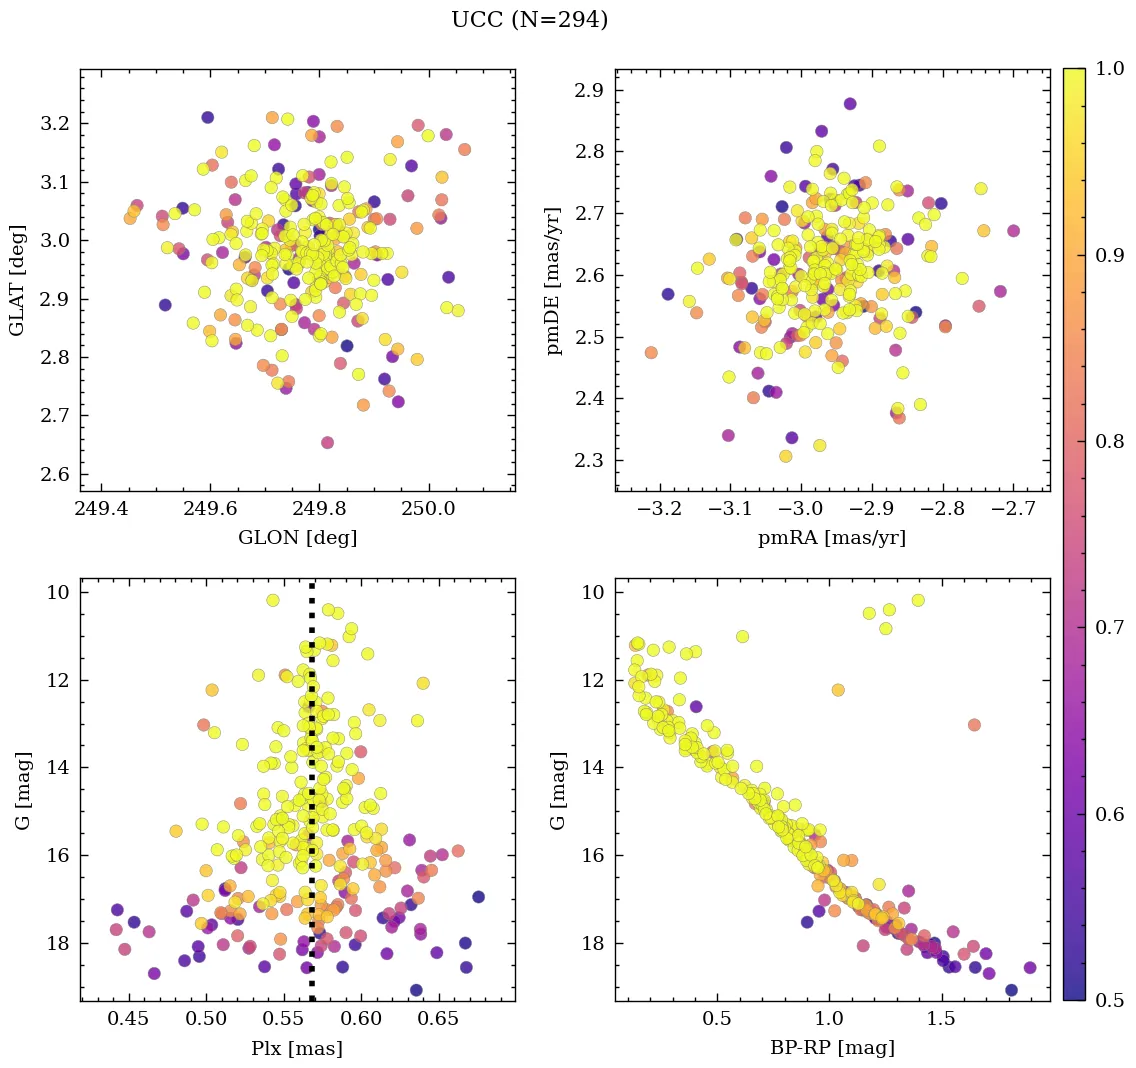 UCC (N=294)
3.2
3.1
3.0
2.9
2.8
2.7
2.6
GLAT [deg]
249.4 249.6 249.8 250.0
GLON [deg]
2.9
2.8
2.7
2.6
2.5
2.4
2.3
pmDE [mas/yr]
−3.2 −3.1 −3.0 −2.9 −2.8 −2.7
pmRA [mas/yr]
10
12
14
16
18
G [mag]
0.45 0.50 0.55 0.60 0.65
Plx [mas]
10
12
14
16
18
G [mag]
0.5 1.0 1.5
BP-RP [mag]
1.0
0.9
0.8
0.7
0.6
0.5